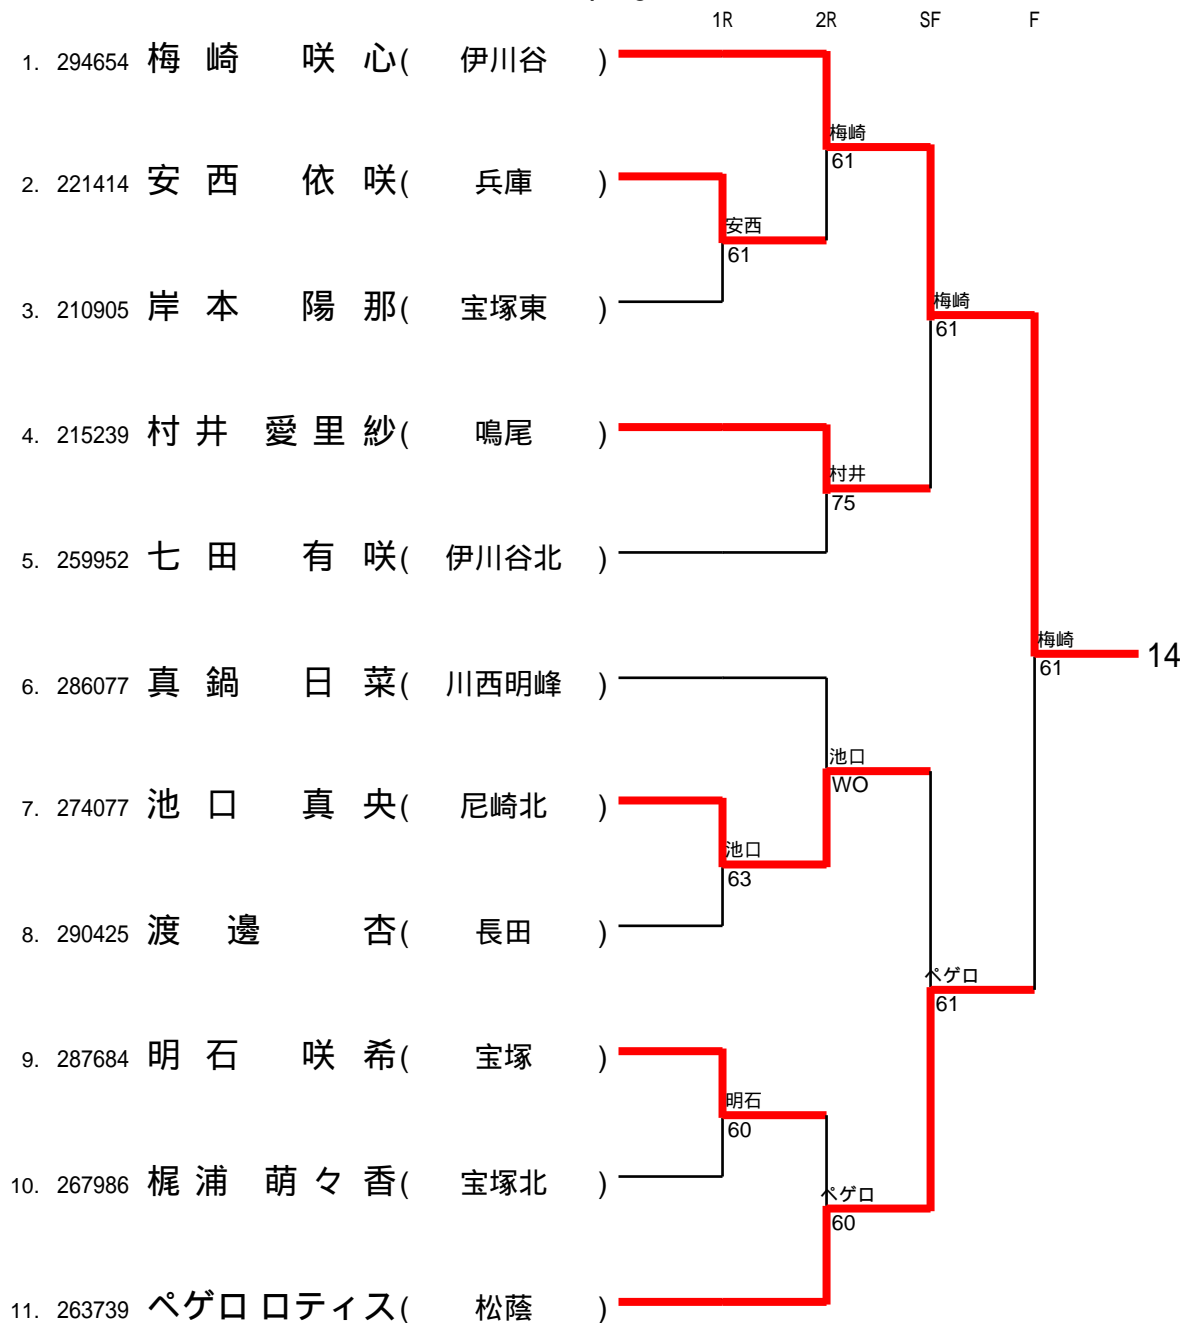 1R 2R SF F
1. 294654 梅崎 咲心( 伊川谷 )
梅崎
61
2. 221414 安西 依咲( 兵庫 )
安西
61
3. 210905 岸本 陽那( 宝塚東 )
梅崎
61
4. 215239 村井 愛里紗( 鳴尾 )
村井
75
5. 259952 七田 有咲( 伊川谷北 )
梅崎
61
14
6. 286077 真鍋 日菜( 川西明峰 )
池口
WO
7. 274077 池口 真央( 尼崎北 )
池口
63
8. 290425 渡邊 杏( 長田 )
ペゲロ
61
9. 287684 明石 咲希( 宝塚 )
明石
60
10. 267986 梶浦 萌々香( 宝塚北 )
ペゲロ
60
11. 263739 ペゲロ ロティス( 松蔭 )